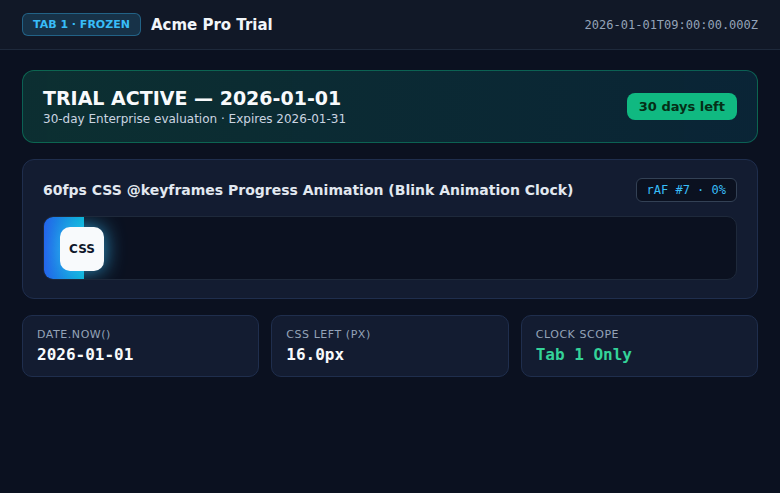 TAB 1 · FROZEN Acme Pro Trial 2026-01-01T09:00:00.000Z
TRIAL ACTIVE — 2026-01-01
30-day Enterprise evaluation · Expires 2026-01-31
30 days left
60fps CSS @keyframes Progress Animation (Blink Animation Clock) rAF #7 · 0%
CSS
DATE.NOW()
2026-01-01
CSS LEFT (PX)
16.0px
CLOCK SCOPE
Tab 1 Only